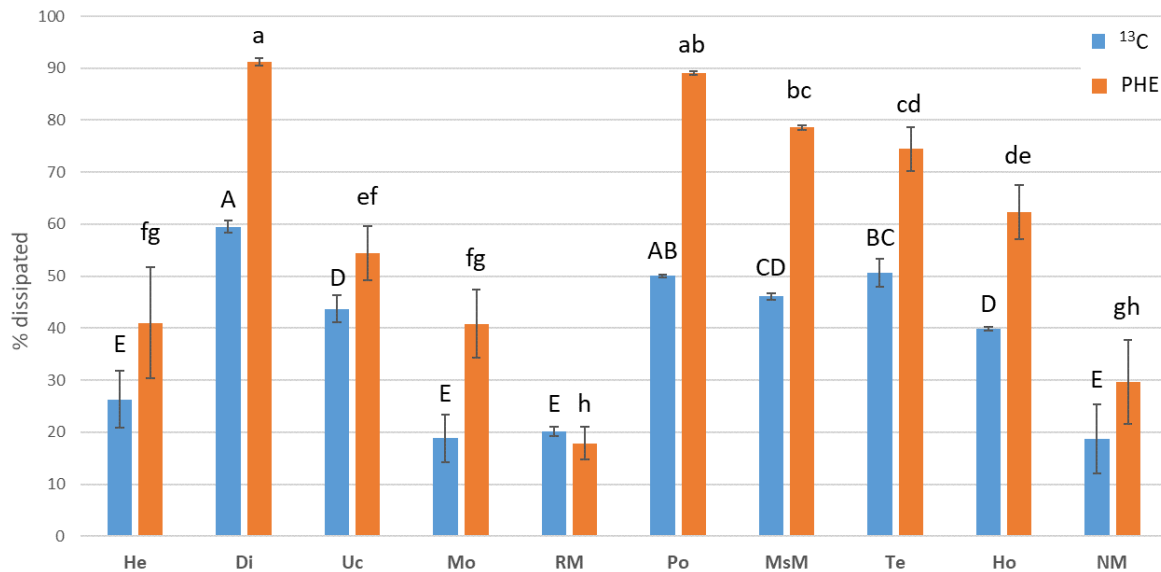 100
90
80
70
60
50
40
30
20
10
0
% dissipated
¹³C
PHE
E
fg
A
a
D
ef
E
fg
E
h
AB
ab
CD
bc
BC
cd
D
de
E
gh
He
Di
Uc
Mo
RM
Po
MsM
Te
Ho
NM